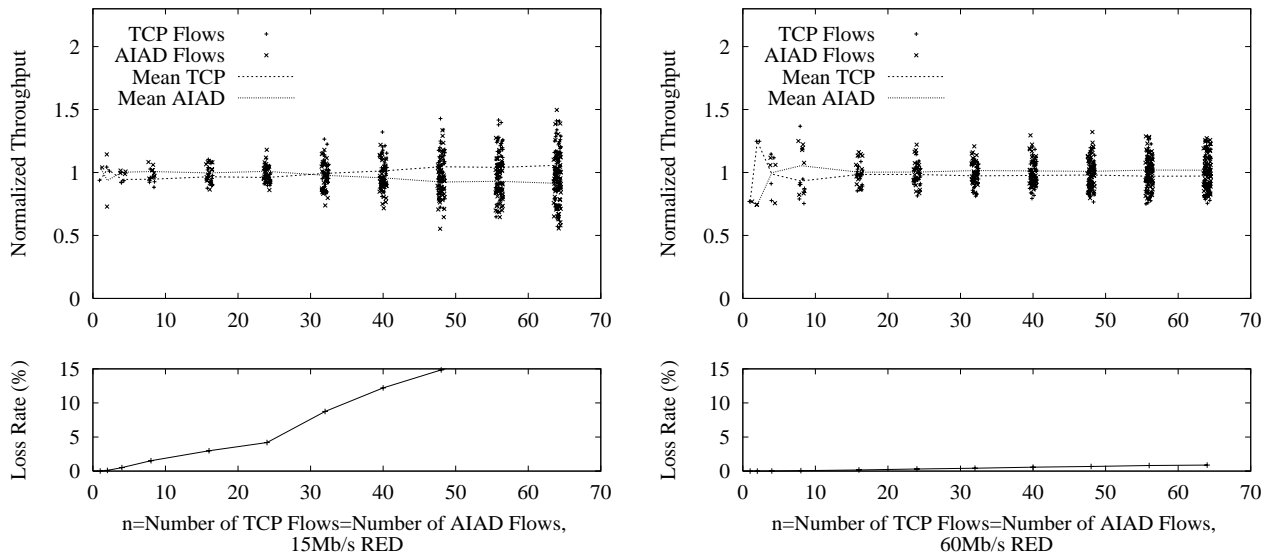 TCP Flows
AIAD Flows
Mean TCP
Mean AIAD
Normalized Throughput
2
1.5
1
0.5
0
0 10 20 30 40 50 60 70
Loss Rate (%)
15
10
5
0
0 10 20 30 40 50 60 70
n=Number of TCP Flows=Number of AIAD Flows,
15Mb/s RED
TCP Flows
AIAD Flows
Mean TCP
Mean AIAD
Normalized Throughput
2
1.5
1
0.5
0
0 10 20 30 40 50 60 70
Loss Rate (%)
15
10
5
0
0 10 20 30 40 50 60 70
n=Number of TCP Flows=Number of AIAD Flows,
60Mb/s RED